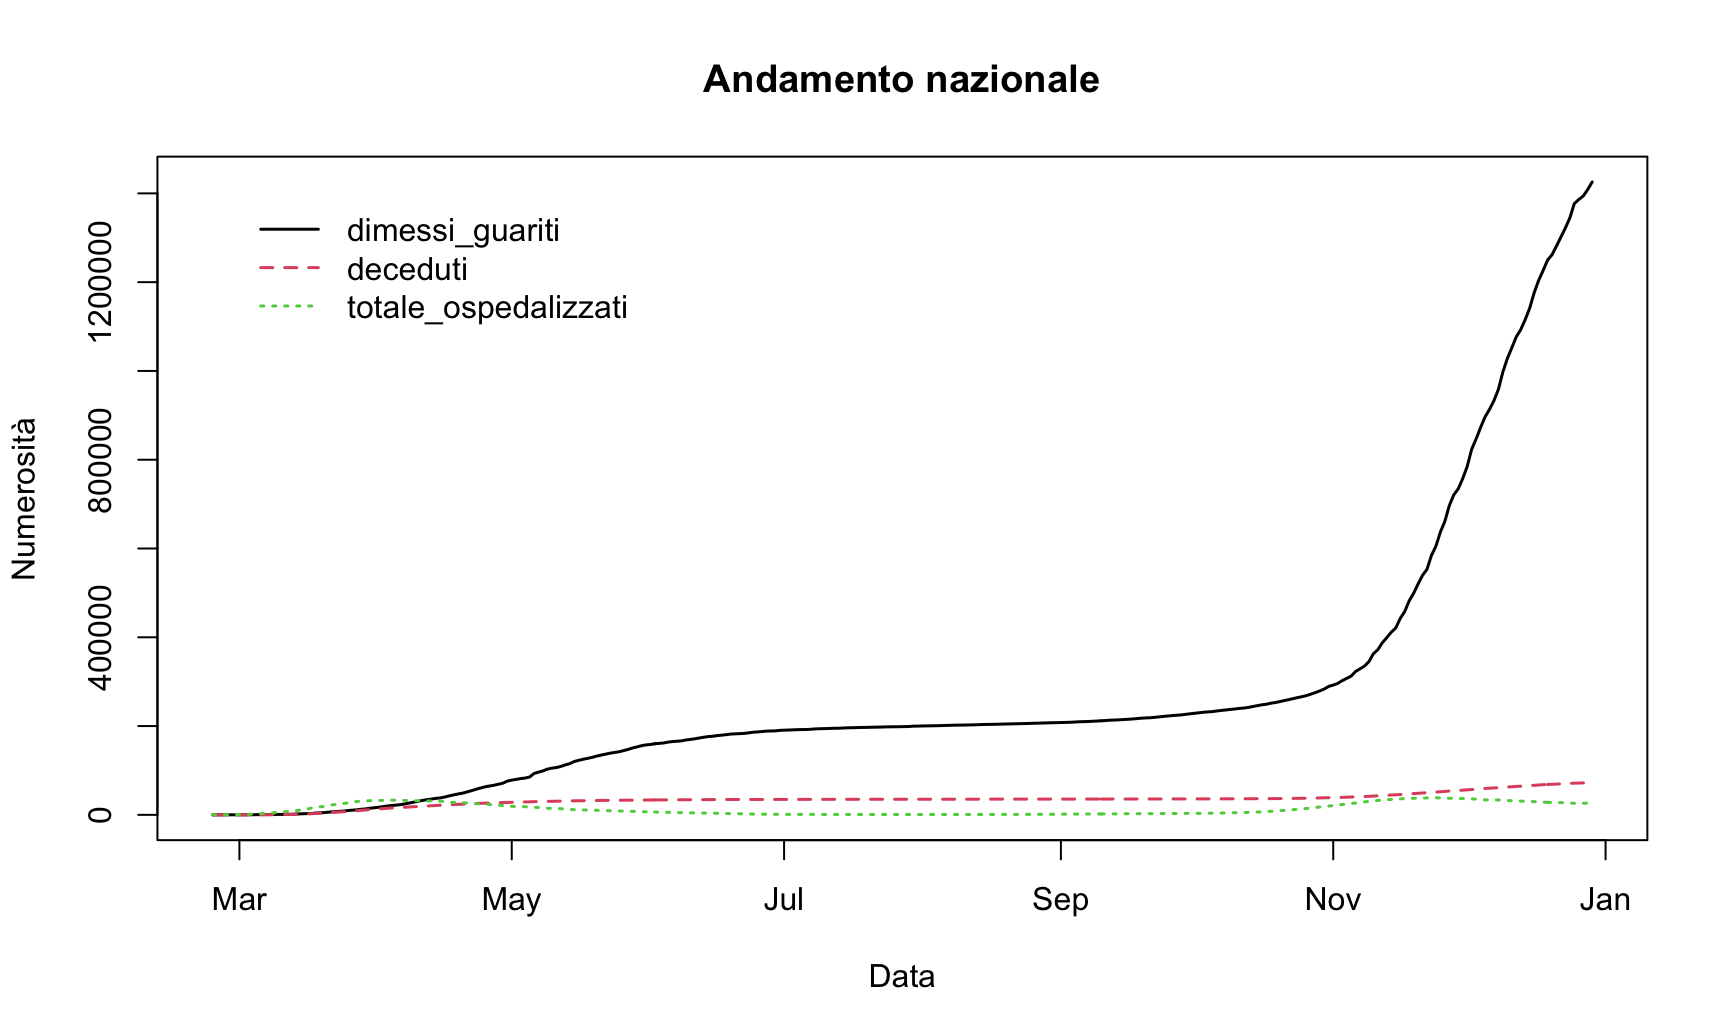 Andamento nazionale
dimessi_guariti
deceduti
totale_ospedalizzati
Numerosità
1200000
800000
400000
0
Mar May Jul Sep Nov Jan
Data